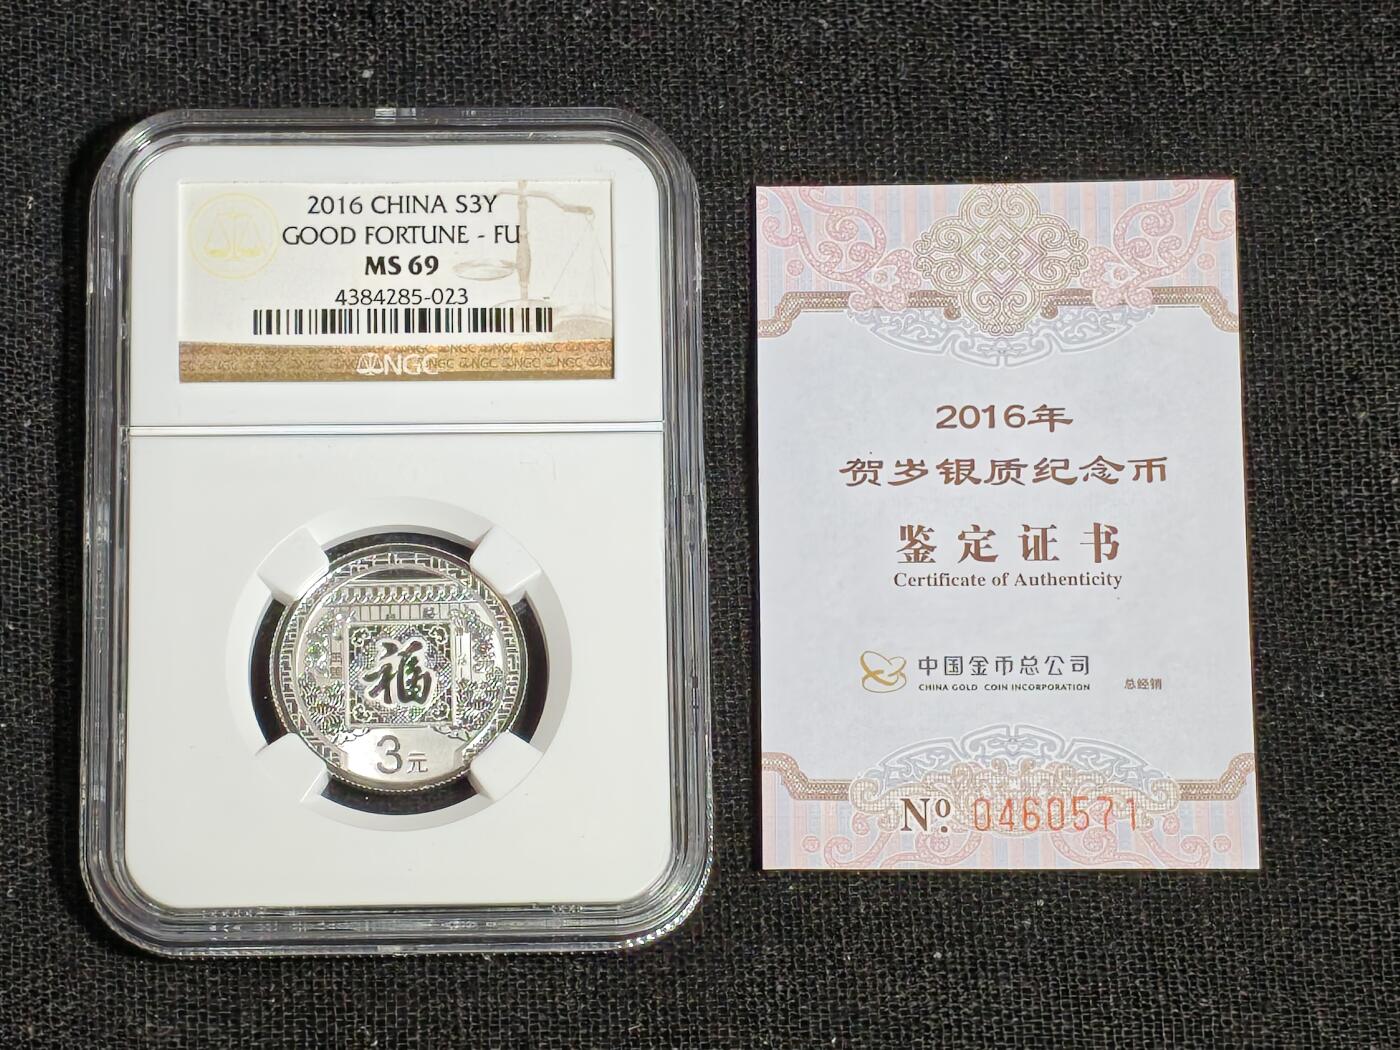 2016 CHINA S3Y
GOOD FORTUNE - FU
MS 69
4384285-023
NGC
福
3元
2016年
贺岁银质纪念币
鉴定证书
Certificate of Authenticity
中国金币总公司
CHINA GOLD COIN INCORPORATION
总经销
Nº. 0460571